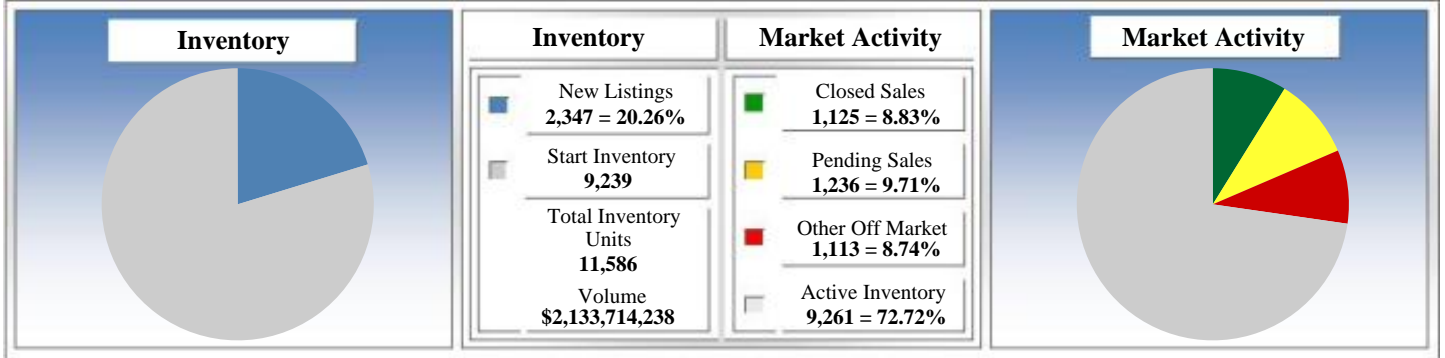 Inventory
Inventory
New Listings
2,347 = 20.26%
Start Inventory
9,239
Total Inventory
Units
11,586
Volume
$2,133,714,238
Market Activity
Closed Sales
1,125 = 8.83%
Pending Sales
1,236 = 9.71%
Other Off Market
1,113 = 8.74%
Active Inventory
9,261 = 72.72%
Market Activity